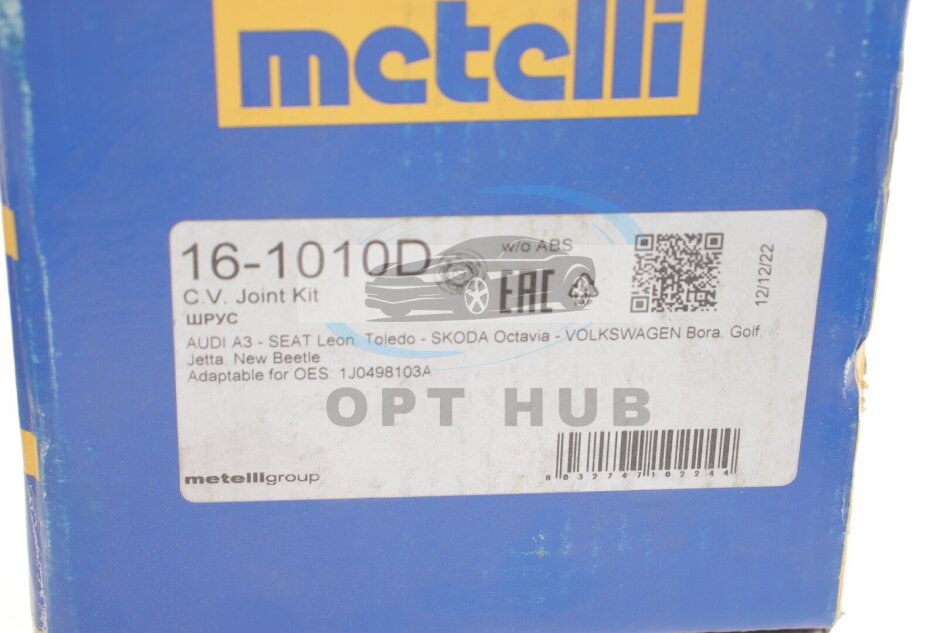 metelli
16-1010D
w/o ABS
EAC
12/12/22
C.V. Joint Kit
ШРУС
AUDI A3 - SEAT Leon, Toledo - SKODA Octavia - VOLKSWAGEN Bora, Golf,
Jetta, New Beetle
Adaptable for OES: 1J0498103A
OPT HUB
metelligroup
8032747102244